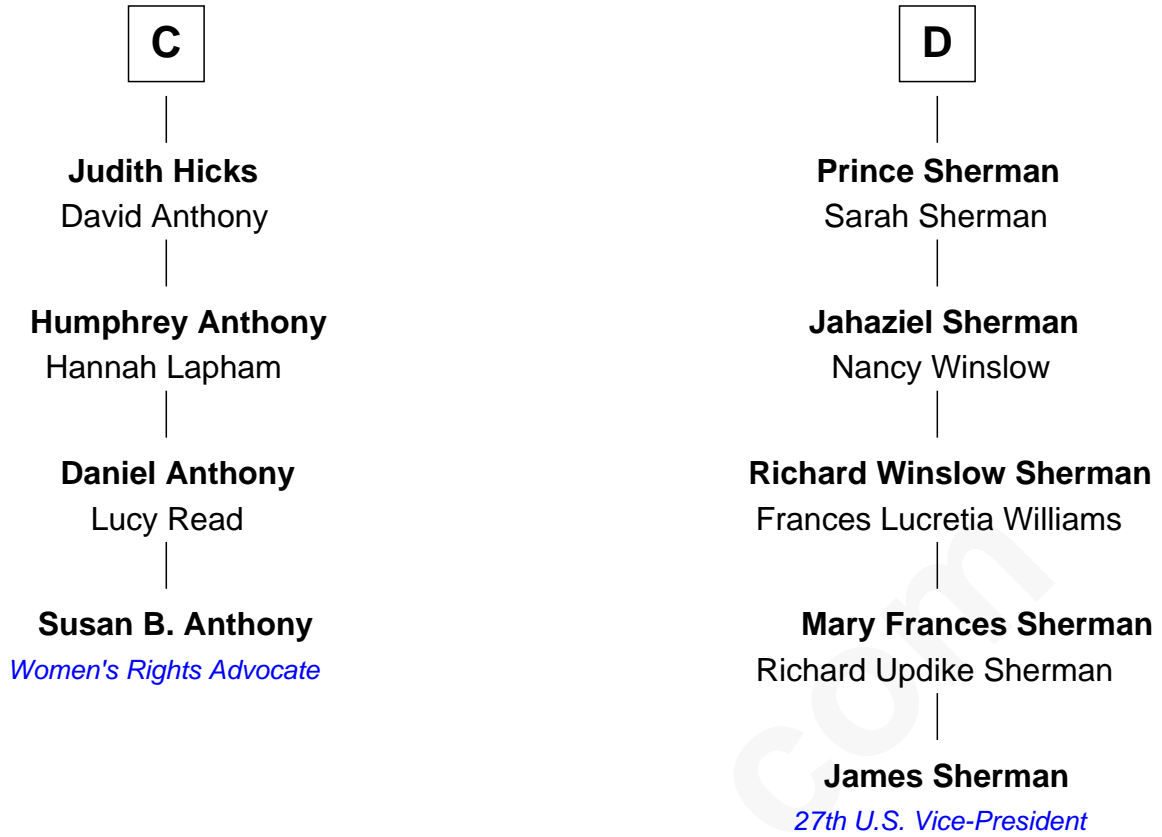 C
Judith Hicks
David Anthony
Humphrey Anthony
Hannah Lapham
Daniel Anthony
Lucy Read
Susan B. Anthony
Women's Rights Advocate
D
Prince Sherman
Sarah Sherman
Jahaziel Sherman
Nancy Winslow
Richard Winslow Sherman
Frances Lucretia Williams
Mary Frances Sherman
Richard Updike Sherman
James Sherman
27th U.S. Vice-President
com